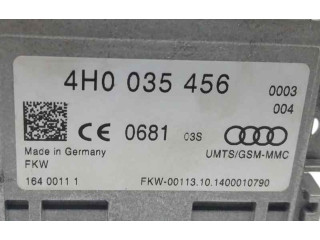 4H0 035 456 0003
004
CE 0681 03S
Made in Germany UMTS/GSM-MMC
FKW
164 0011 1 FKW-00113.10.1400010790